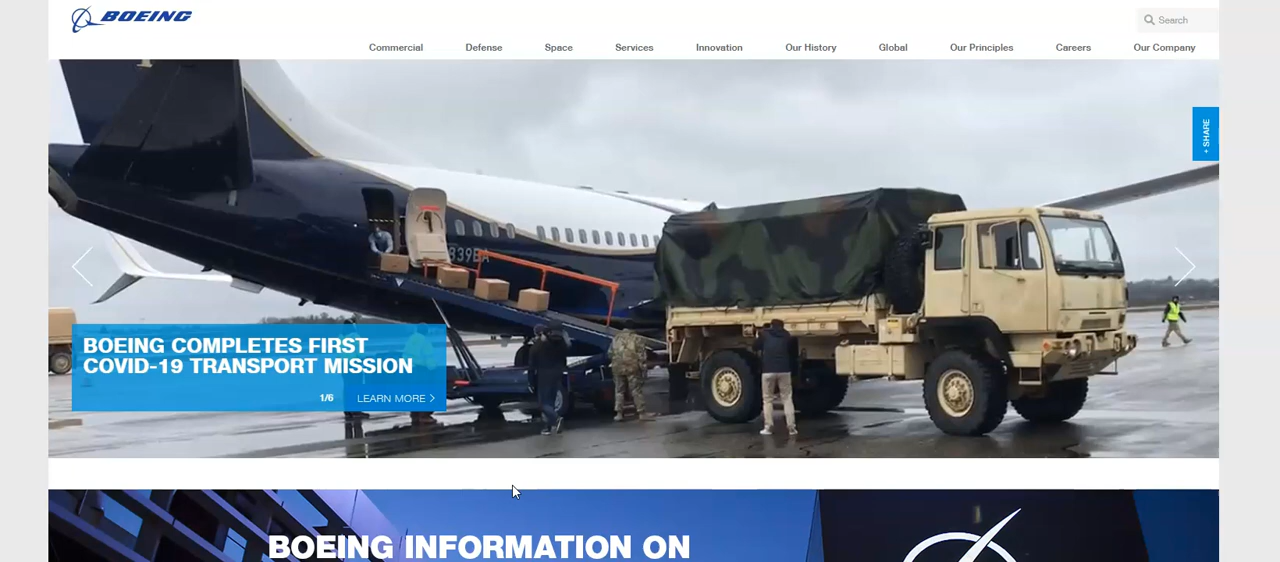 BOEING
Search
Commercial
Defense
Space
Services
Innovation
Our History
Global
Our Principles
Careers
Our Company
+ SHARE
839BA
BOEING COMPLETES FIRST
COVID-19 TRANSPORT MISSION
1/6
LEARN MORE
BOEING INFORMATION ON